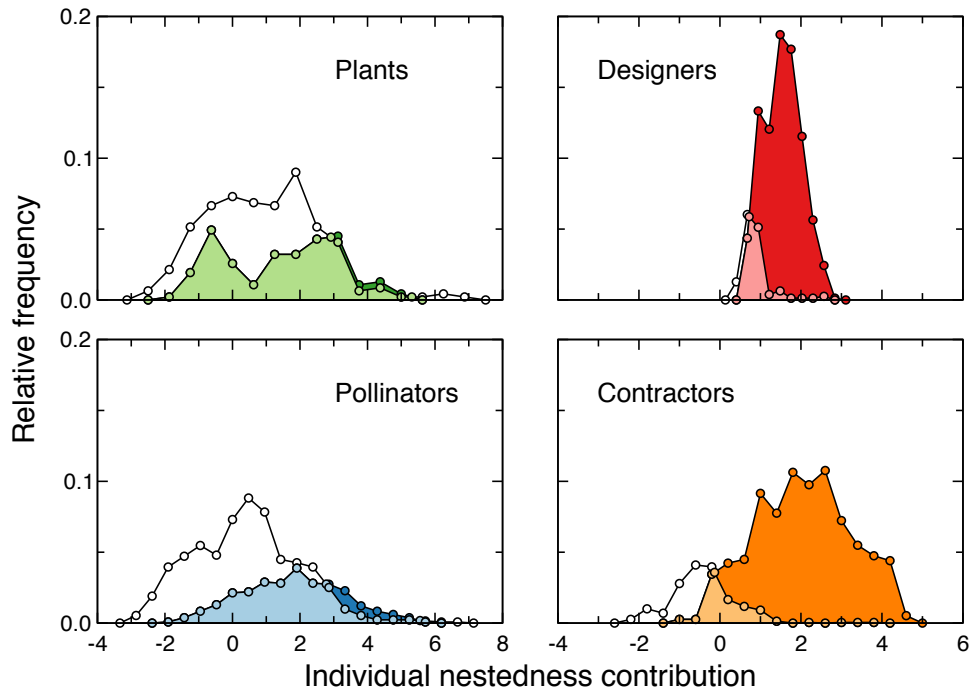 0.2
Plants
Designers
0.1
0.0
Relative frequency
0.2
Pollinators
Contractors
0.1
0.0
-4 -2 0 2 4 6 8
-2 0 2 4 6
Individual nestedness contribution